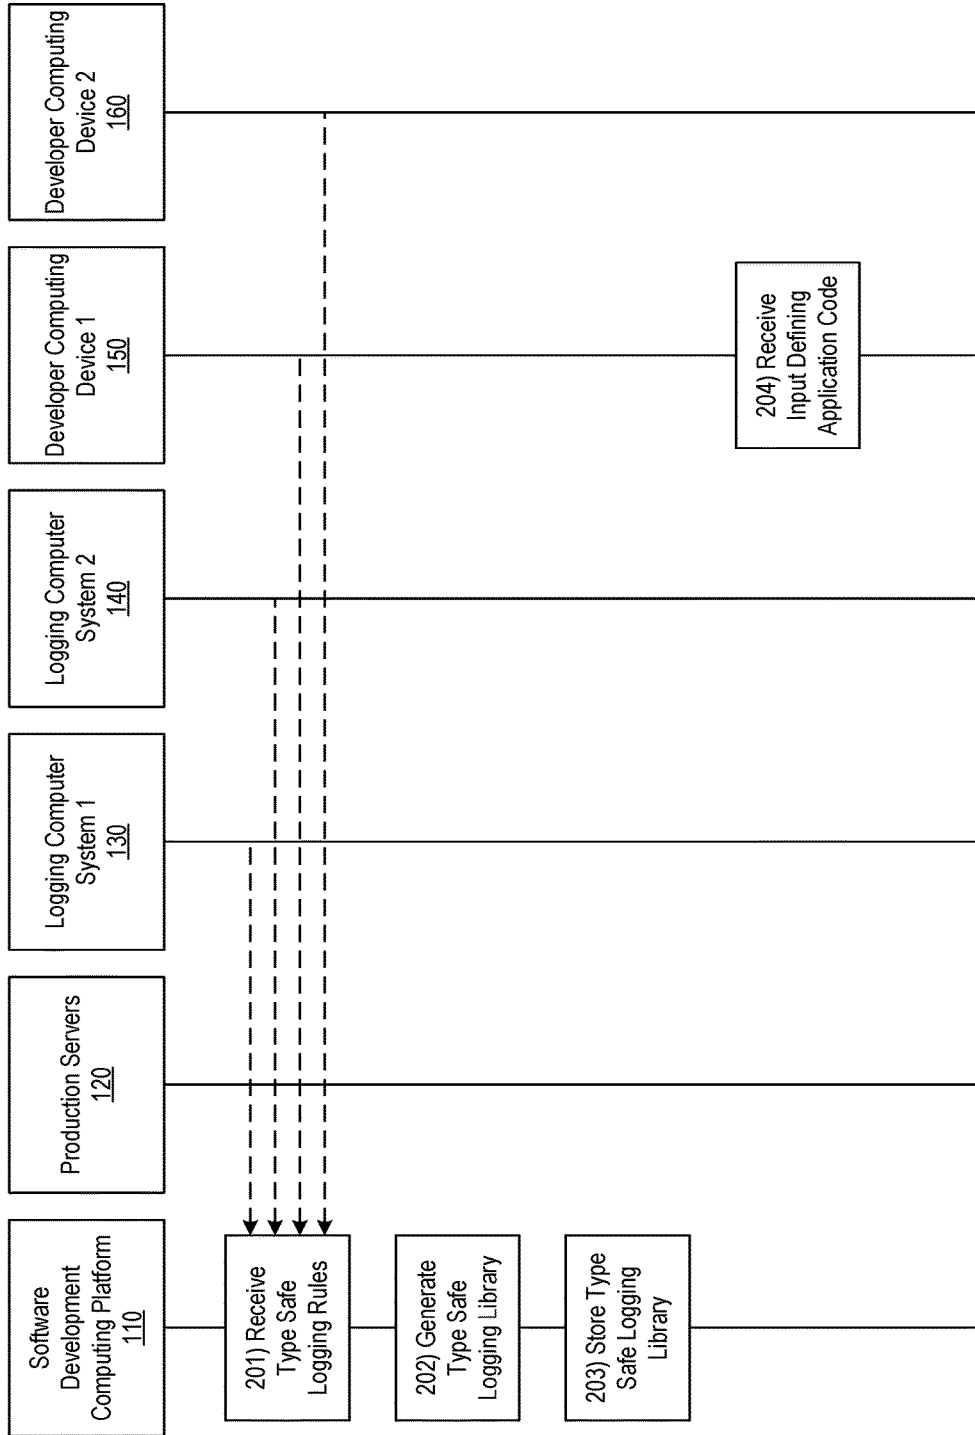 Software
Development
Computing Platform
110
Production Servers
120
Logging Computer
System 1
130
Logging Computer
System 2
140
Developer Computing
Device 1
150
Developer Computing
Device 2
160
201) Receive
Type Safe
Logging Rules
202) Generate
Type Safe
Logging Library
203) Store Type
Safe Logging
Library
204) Receive
Input Defining
Application Code